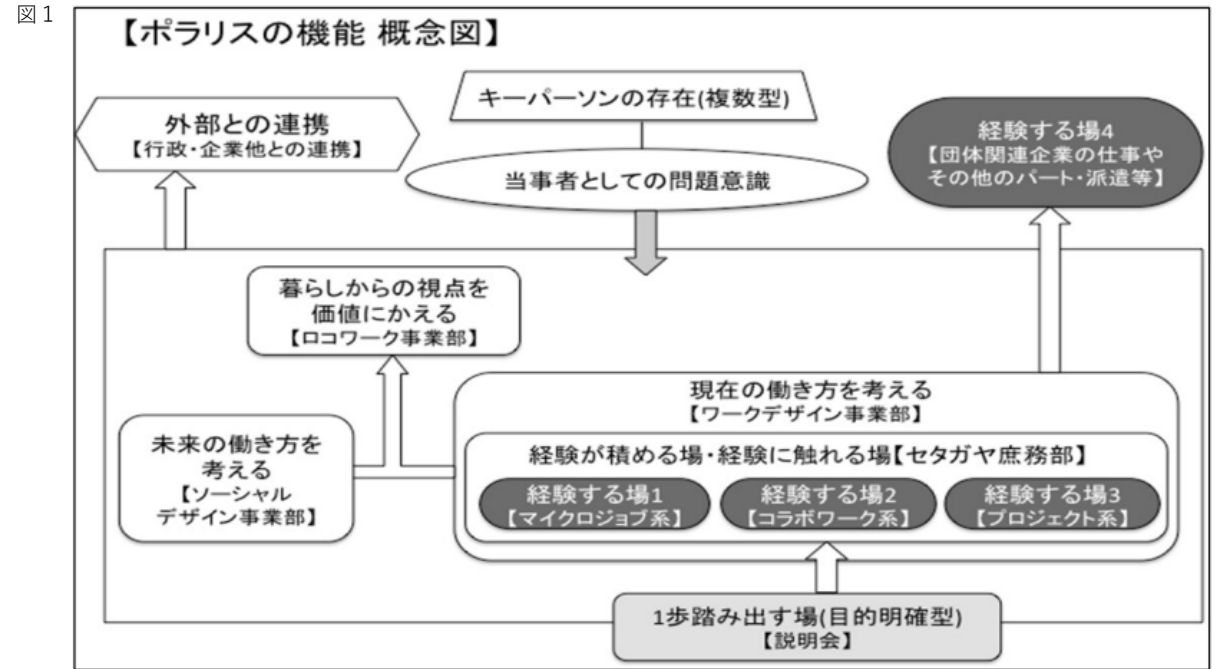 図1
【ポラリスの機能 概念図】
キーパーソンの存在(複数型)
外部との連携
【行政・企業他との連携】
経験する場4
【団体関連企業の仕事や
その他のパート・派遣等】
当事者としての問題意識
暮らしからの視点を
価値にかえる
【ロコワーク事業部】
現在の働き方を考える
【ワークデザイン事業部】
未来の働き方を
考える
【ソーシャル
デザイン事業部】
経験が積める場・経験に触れる場【セタガヤ庶務部】
経験する場1
【マイクロジョブ系】
経験する場2
【コラボワーク系】
経験する場3
【プロジェクト系】
1歩踏み出す場(目的明確型)
【説明会】